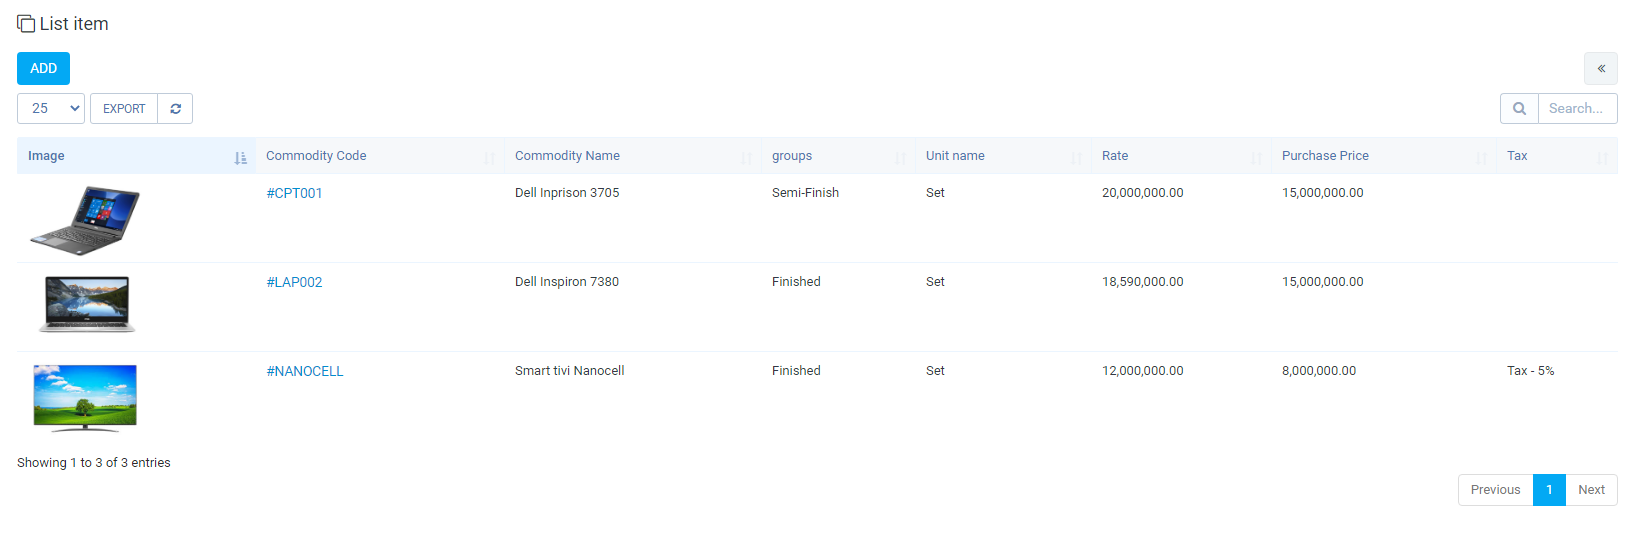 List item
ADD
«
25 EXPORT Search...
Image Commodity Code Commodity Name groups Unit name Rate Purchase Price Tax
#CPT001 Dell Inprison 3705 Semi-Finish Set 20,000,000.00 15,000,000.00
#LAP002 Dell Inspiron 7380 Finished Set 18,590,000.00 15,000,000.00
#NANOCELL Smart tivi Nanocell Finished Set 12,000,000.00 8,000,000.00 Tax - 5%
Showing 1 to 3 of 3 entries
Previous 1 Next